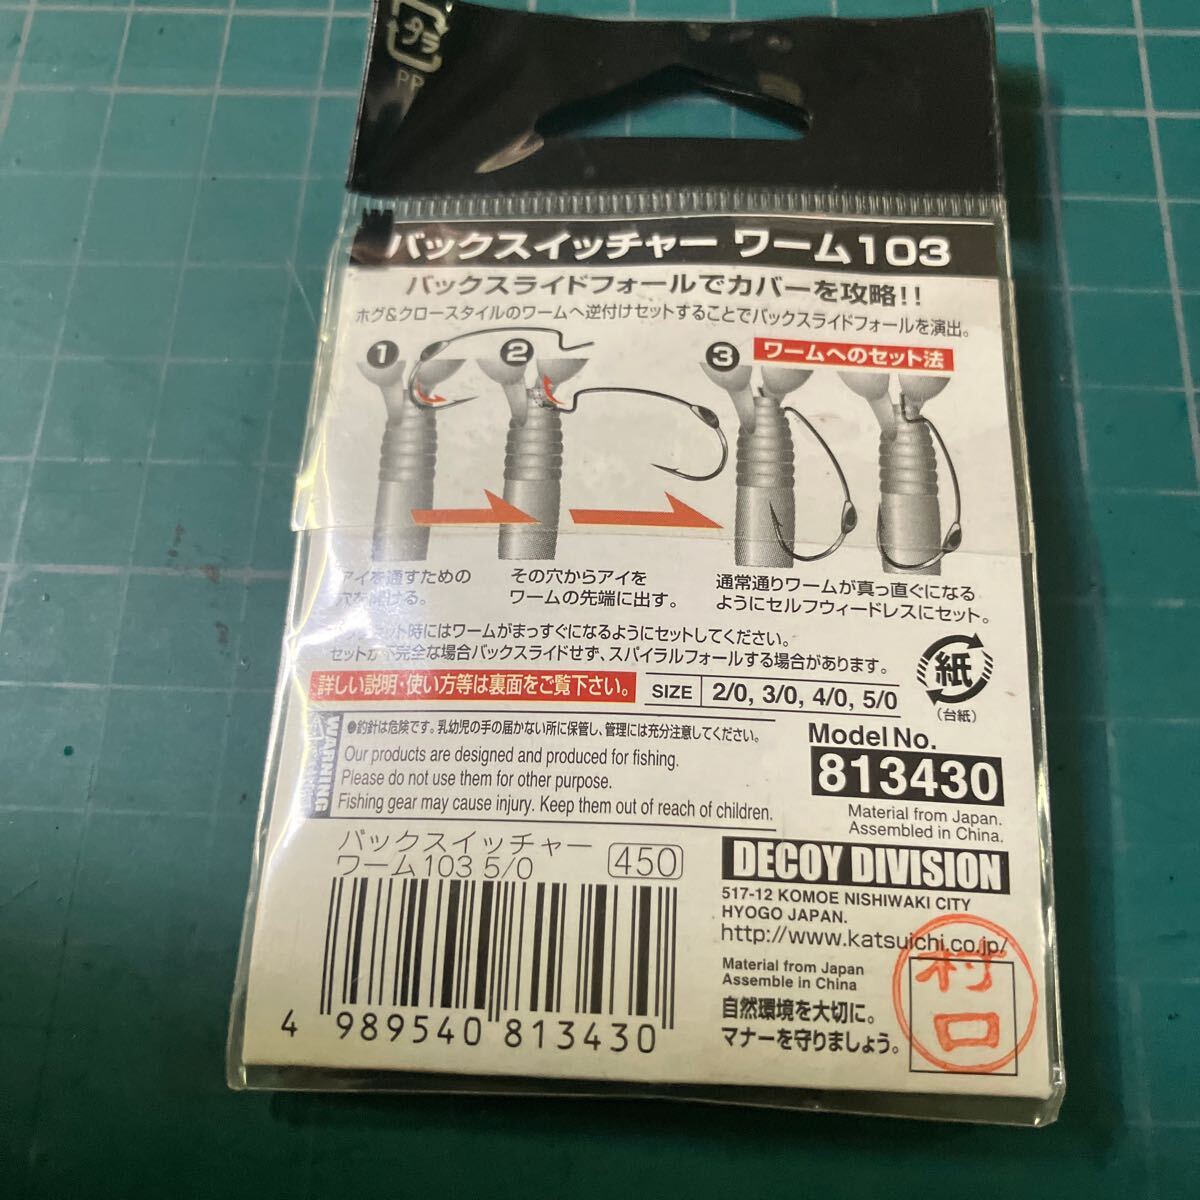 プラ
PP
バックスイッチャー ワーム103
バックスライドフォールでカバーを攻略!!
ホグ&クロースタイルのワームへ逆付けセットすることでバックスライドフォールを演出。
1 2 3 ワームへのセット法
アイを通すための
穴を開ける。
その穴からアイを
ワームの先端に出す。
通常通りワームが真っ直ぐになる
ようにセルフウィードレスにセット。
セット時にはワームがまっすぐになるようにセットしてください。
セットが不完全な場合バックスライドせず、スパイラルフォールする場合があります。
紙
(台紙)
詳しい説明・使い方等は裏面をご覧下さい。
SIZE 2/0, 3/0, 4/0, 5/0
WARNING
●釣針は危険です。乳幼児の手の届かない所に保管し、管理には充分注意してください。
Our products are designed and produced for fishing.
Please do not use them for other purpose.
Fishing gear may cause injury. Keep them out of reach of children.
Model No.
813430
Material from Japan.
Assembled in China.
バックスイッチャー
ワーム103 5/0
450
4 989540 813430
DECOY DIVISION
517-12 KOMOE NISHIWAKI CITY
HYOGO JAPAN.
http://www.katsuichi.co.jp/
Material from Japan
Assemble in China
自然環境を大切に。
マナーを守りましょう。
村口